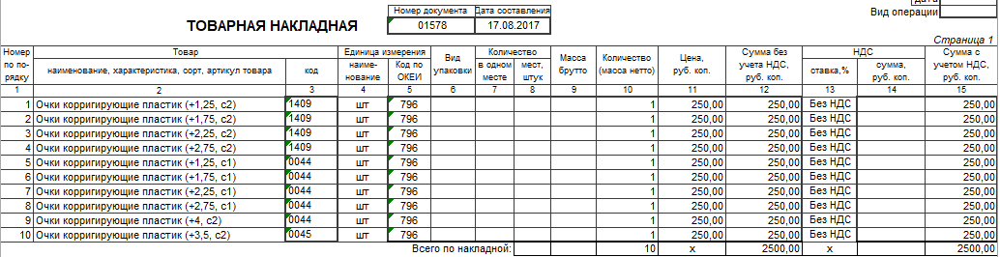 дата
Вид операции
Номер документа Дата составления
ТОВАРНАЯ НАКЛАДНАЯ 01578 17.08.2017
Страница 1
Номер по по-рядку Товар Единица измерения Вид упаковки Количество Масса брутто Количество (масса нетто) Цена, руб. коп. Сумма без учета НДС, руб. коп. НДС Сумма с учетом НДС, руб. коп.
наименование, характеристика, сорт, артикул товара код наиме-нование Код по ОКЕИ в одном месте мест, штук ставка,% сумма, руб. коп.
1 2 3 4 5 6 7 8 9 10 11 12 13 14 15
1 Очки корригирующие пластик (+1,25, с2) 1409 шт 796 1 250,00 250,00 Без НДС 250,00
2 Очки корригирующие пластик (+1,75, с2) 1409 шт 796 1 250,00 250,00 Без НДС 250,00
3 Очки корригирующие пластик (+2,25, с2) 1409 шт 796 1 250,00 250,00 Без НДС 250,00
4 Очки корригирующие пластик (+2,75, с2) 1409 шт 796 1 250,00 250,00 Без НДС 250,00
5 Очки корригирующие пластик (+1,25, с1) 0044 шт 796 1 250,00 250,00 Без НДС 250,00
6 Очки корригирующие пластик (+1,75, с1) 0044 шт 796 1 250,00 250,00 Без НДС 250,00
7 Очки корригирующие пластик (+2,25, с1) 0044 шт 796 1 250,00 250,00 Без НДС 250,00
8 Очки корригирующие пластик (+2,75, с1) 0044 шт 796 1 250,00 250,00 Без НДС 250,00
9 Очки корригирующие пластик (+4, с2) 0044 шт 796 1 250,00 250,00 Без НДС 250,00
10 Очки корригирующие пластик (+3,5, с2) 0045 шт 796 1 250,00 250,00 Без НДС 250,00
Всего по накладной: 10 х 2500,00 х 2500,00